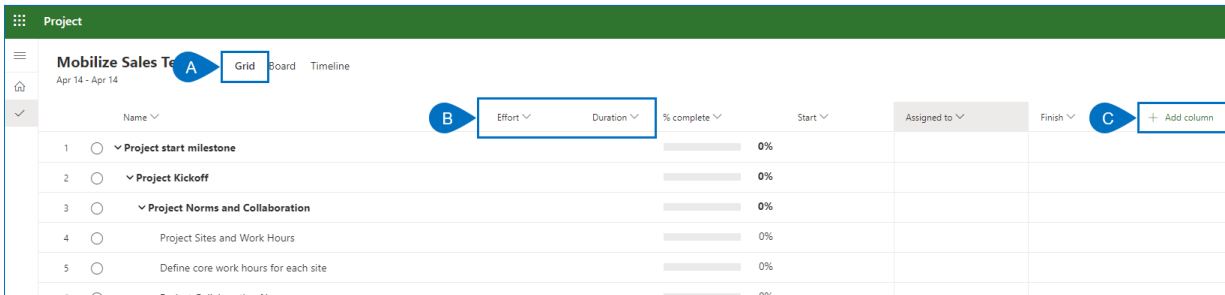 Project
Mobilize Sales Te
A
Grid Board Timeline
Apr 14 - Apr 14
Name B Effort Duration % complete Start Assigned to Finish C + Add column
1 Project start milestone 0%
2 Project Kickoff 0%
3 Project Norms and Collaboration 0%
4 Project Sites and Work Hours 0%
5 Define core work hours for each site 0%